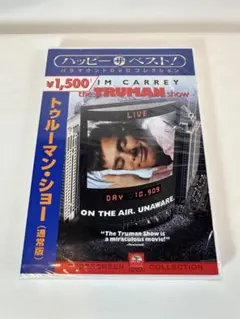 ハッピー・ザ・ベスト!
パラマウントDVDコレクション
¥1,500
JIM CARREY
the TRUMAN show
トゥルーマン・ショー（通常版）
LIVE
DAY 10,909
ON THE AIR. UNAWARE.
"The Truman Show is
a miraculous movie!"
WIDESCREEN COLLECTION